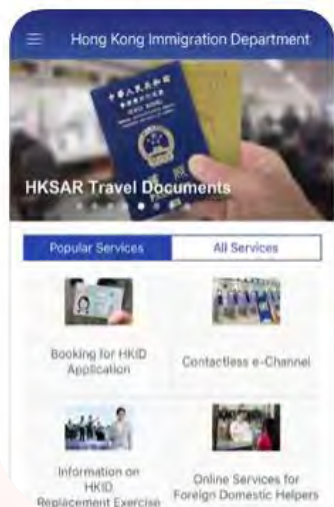 Hong Kong Immigration Department
HKSAR Travel Documents
Popular Services
All Services
Booking for HKID
Application
Contactless e-Channel
Information on
HKID
Replacement Exercise
Online Services for
Foreign Domestic Helpers